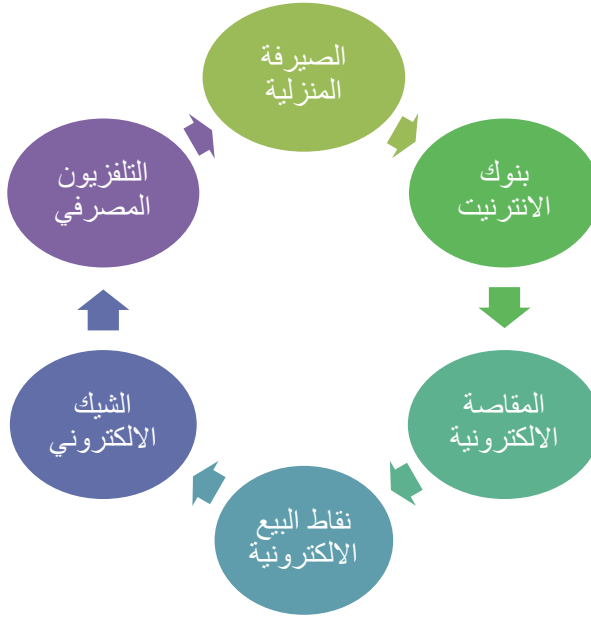 الصيرفة
المنزلية
بنوك
الانترنيت
المقاصة
الالكترونية
نقاط البيع
الالكترونية
الشيك
الالكتروني
التلفزيون
المصرفي